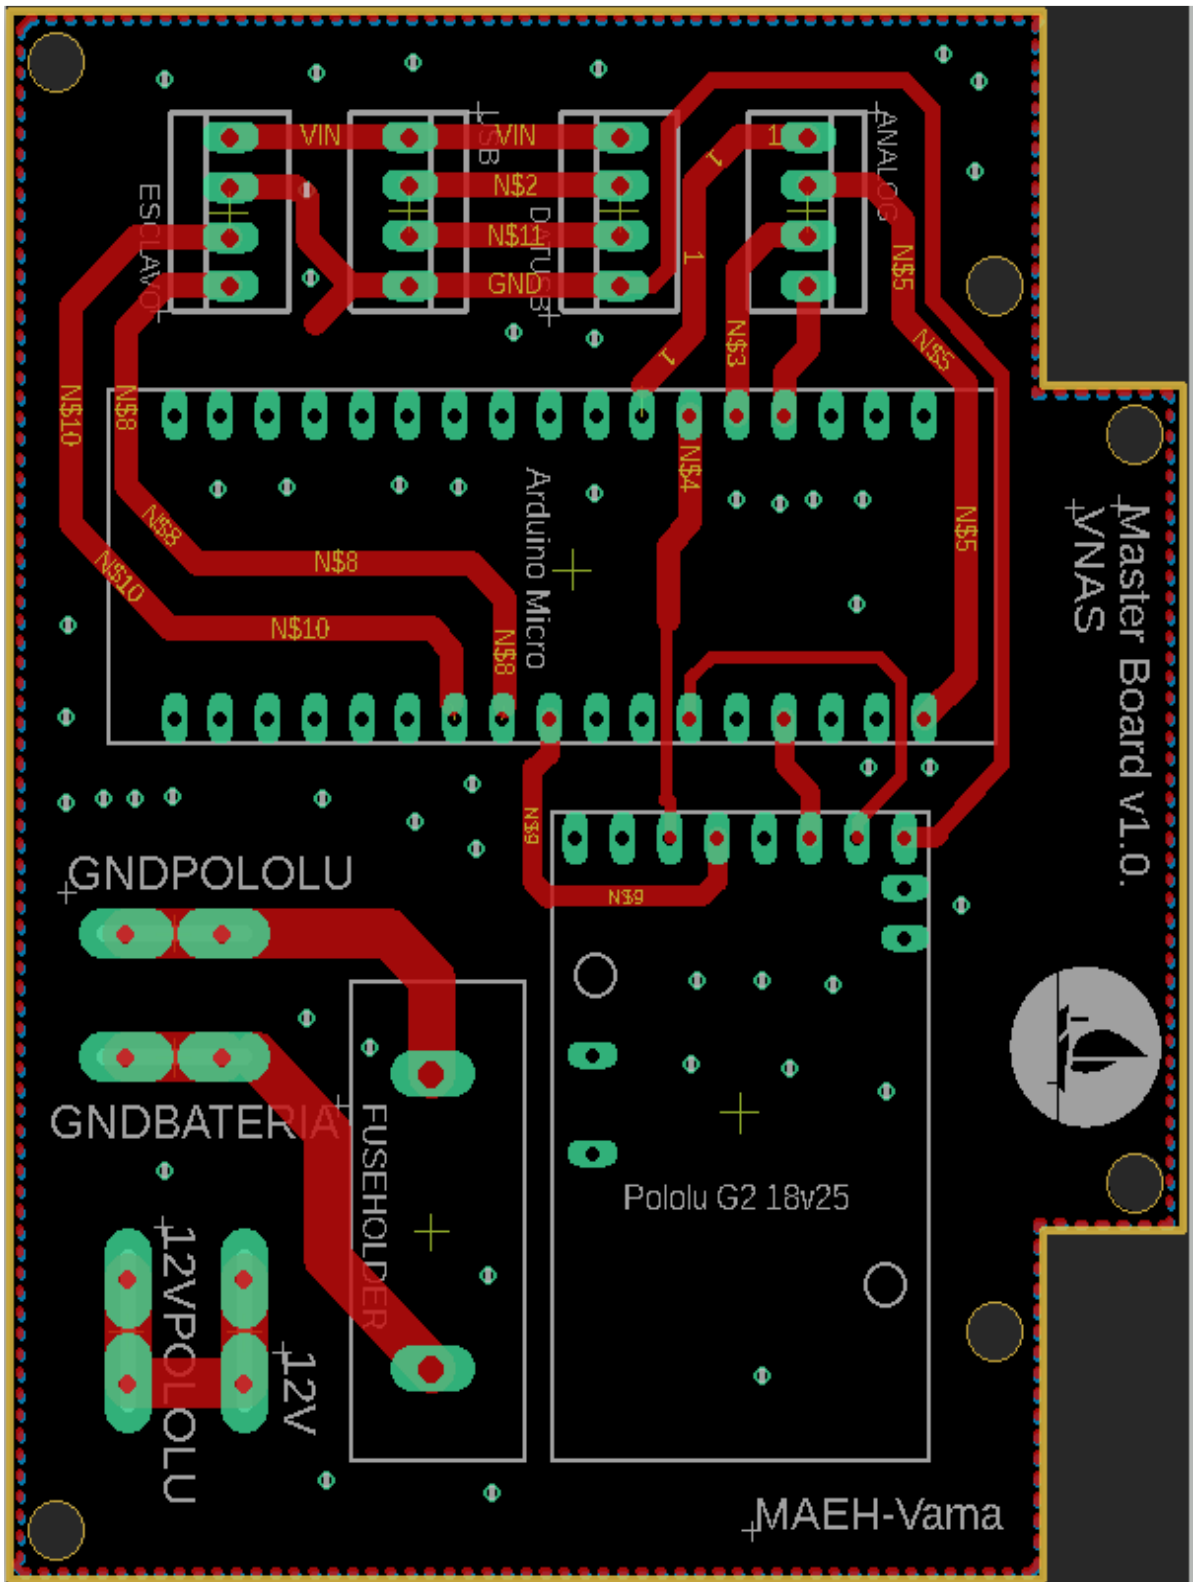 VIN
VIN
N$2
N$11
GND
1
1
1
1
N$3
N$5
N$5
N$5
ESCLAVO
USB
DATUSB
ANALOG
N$10
N$8
N$4
N$8
N$8
N$10
N$10
N$8
Arduino Micro
Master Board v1.0.
VNAS
N$9
N$9
GNDPOLOLU
GNDBATERIA
FUSEHOLDER
Pololu G2 18v25
12VPOLOLU
12V
MAEH-Vama